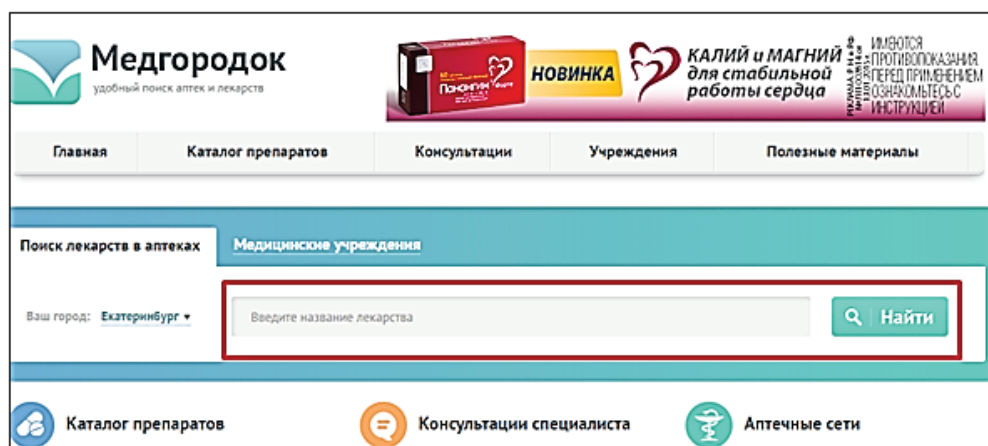 Медгородок
удобный поиск аптек и лекарств
Панангин
Форте
НОВИНКА
КАЛИЙ и МАГНИЙ
для стабильной
работы сердца
ИМЕЮТСЯ
ПРОТИВОПОКАЗАНИЯ
ПЕРЕД ПРИМЕНЕНИЕМ
ОЗНАКОМЬТЕСЬ С
ИНСТРУКЦИЕЙ
Главная
Каталог препаратов
Консультации
Учреждения
Полезные материалы
Поиск лекарств в аптеках
Медицинские учреждения
Ваш город: Екатеринбург
Введите название лекарства
Найти
Каталог препаратов
Консультации специалиста
Аптечные сети